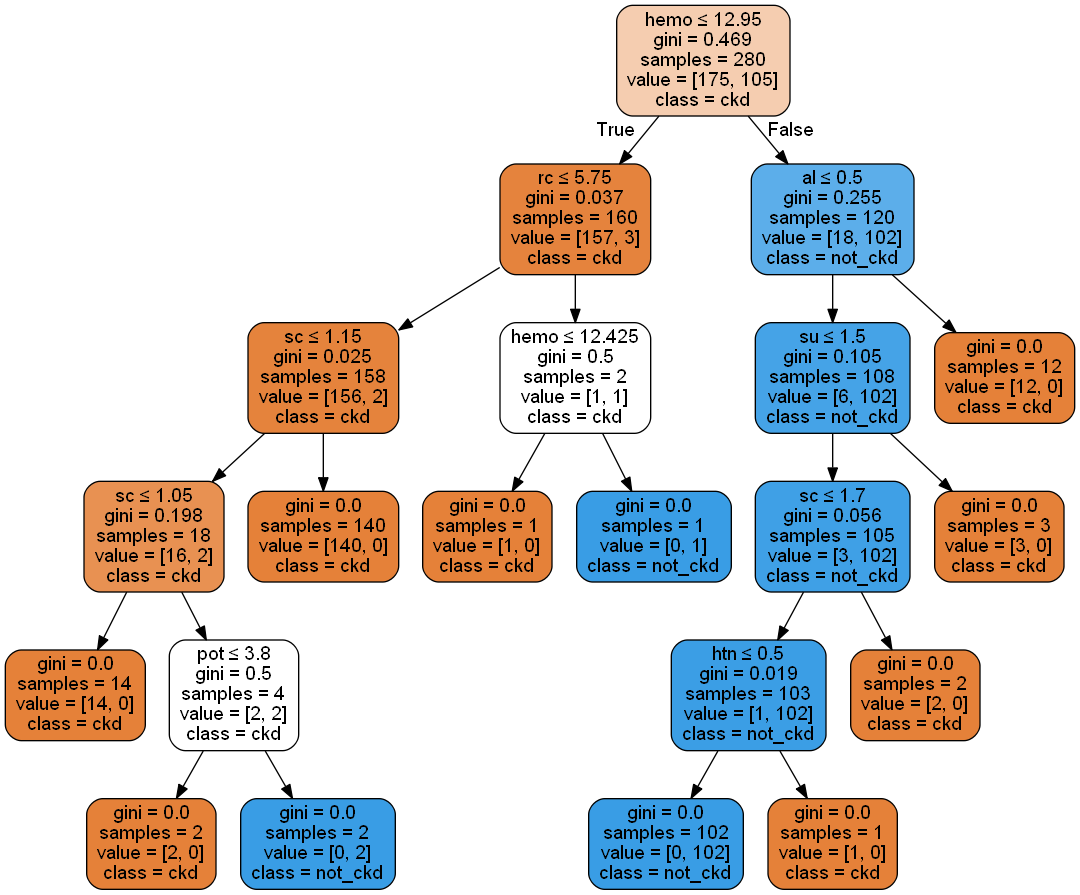 hemo ≤ 12.95
gini = 0.469
samples = 280
value = [175, 105]
class = ckd
True
False
rc ≤ 5.75
gini = 0.037
samples = 160
value = [157, 3]
class = ckd
al ≤ 0.5
gini = 0.255
samples = 120
value = [18, 102]
class = not_ckd
sc ≤ 1.15
gini = 0.025
samples = 158
value = [156, 2]
class = ckd
hemo ≤ 12.425
gini = 0.5
samples = 2
value = [1, 1]
class = ckd
su ≤ 1.5
gini = 0.105
samples = 108
value = [6, 102]
class = not_ckd
gini = 0.0
samples = 12
value = [12, 0]
class = ckd
sc ≤ 1.05
gini = 0.198
samples = 18
value = [16, 2]
class = ckd
gini = 0.0
samples = 140
value = [140, 0]
class = ckd
gini = 0.0
samples = 1
value = [1, 0]
class = ckd
gini = 0.0
samples = 1
value = [0, 1]
class = not_ckd
sc ≤ 1.7
gini = 0.056
samples = 105
value = [3, 102]
class = not_ckd
gini = 0.0
samples = 3
value = [3, 0]
class = ckd
gini = 0.0
samples = 14
value = [14, 0]
class = ckd
pot ≤ 3.8
gini = 0.5
samples = 4
value = [2, 2]
class = ckd
htn ≤ 0.5
gini = 0.019
samples = 103
value = [1, 102]
class = not_ckd
gini = 0.0
samples = 2
value = [2, 0]
class = ckd
gini = 0.0
samples = 2
value = [2, 0]
class = ckd
gini = 0.0
samples = 2
value = [0, 2]
class = not_ckd
gini = 0.0
samples = 102
value = [0, 102]
class = not_ckd
gini = 0.0
samples = 1
value = [1, 0]
class = ckd